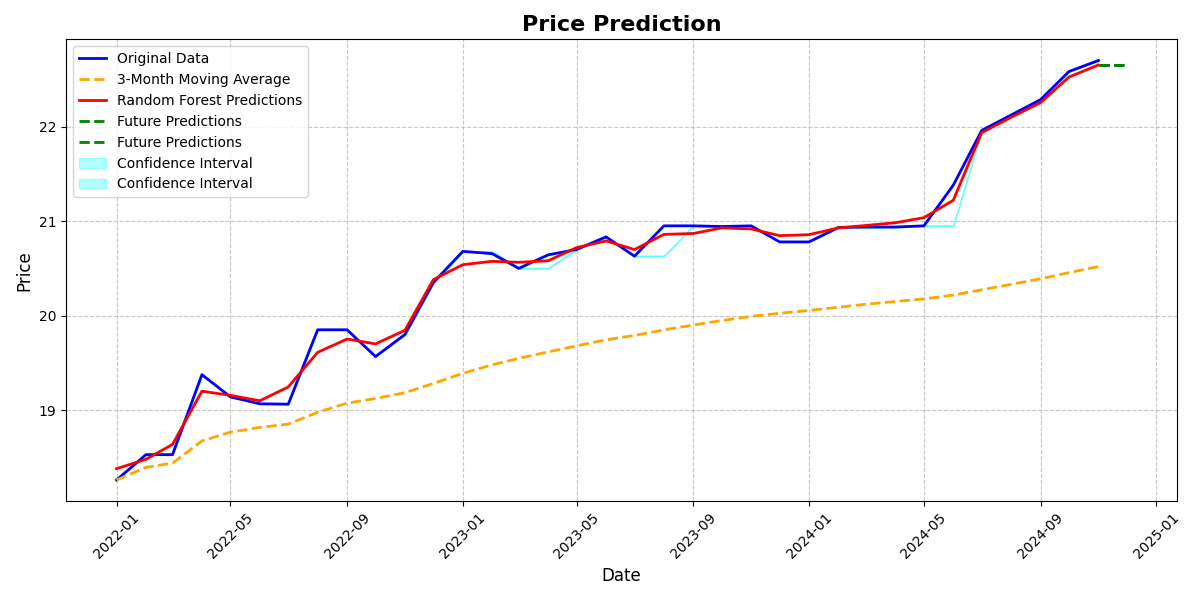 Price Prediction
Original Data
3-Month Moving Average
Random Forest Predictions
Future Predictions
Future Predictions
Confidence Interval
Confidence Interval
Price
22
21
20
19
2022-01
2022-05
2022-09
2023-01
2023-05
2023-09
2024-01
2024-05
2024-09
2025-01
Date